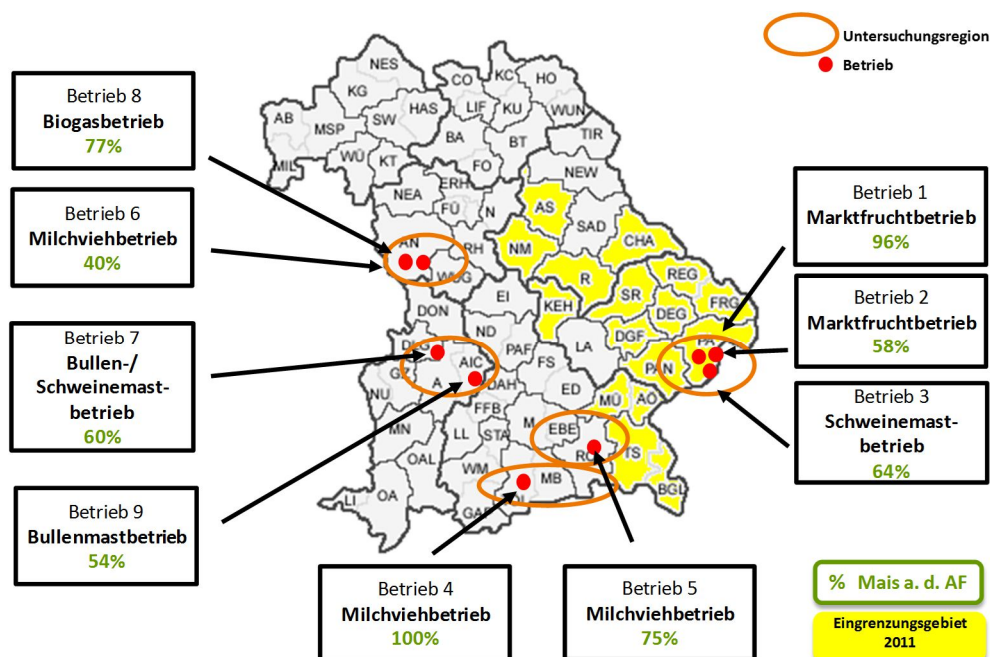 Untersuchungsregion
Betrieb
Betrieb 8
Biogasbetrieb
77%
Betrieb 6
Milchviehbetrieb
40%
Betrieb 7
Bullen-/
Schweinemast-
betrieb
60%
Betrieb 9
Bullenmastbetrieb
54%
Betrieb 1
Marktfruchtbetrieb
96%
Betrieb 2
Marktfruchtbetrieb
58%
Betrieb 3
Schweinemast-
betrieb
64%
Betrieb 4
Milchviehbetrieb
100%
Betrieb 5
Milchviehbetrieb
75%
% Mais a. d. AF
Eingrenzungsgebiet
2011
NES
CO
KC
HO
KG
LIF
KU
WUN
HAS
AB
MSP
SW
BA
BT
TIR
MIL
WÜ
KT
FO
NEW
NEA
ERH
FÜ
N
AS
SAD
AN
RH
NM
CHA
WUG
R
REG
EI
KEH
SR
FRG
DEG
DON
ND
DGF
PA
DLG
PAF
LA
PAN
AIC
FS
GZ
A
DAH
ED
MÜ
AÖ
NU
FFB
M
EBE
MN
LL
STA
RO
TS
OAL
WM
MB
BGL
LI
OA
GAP